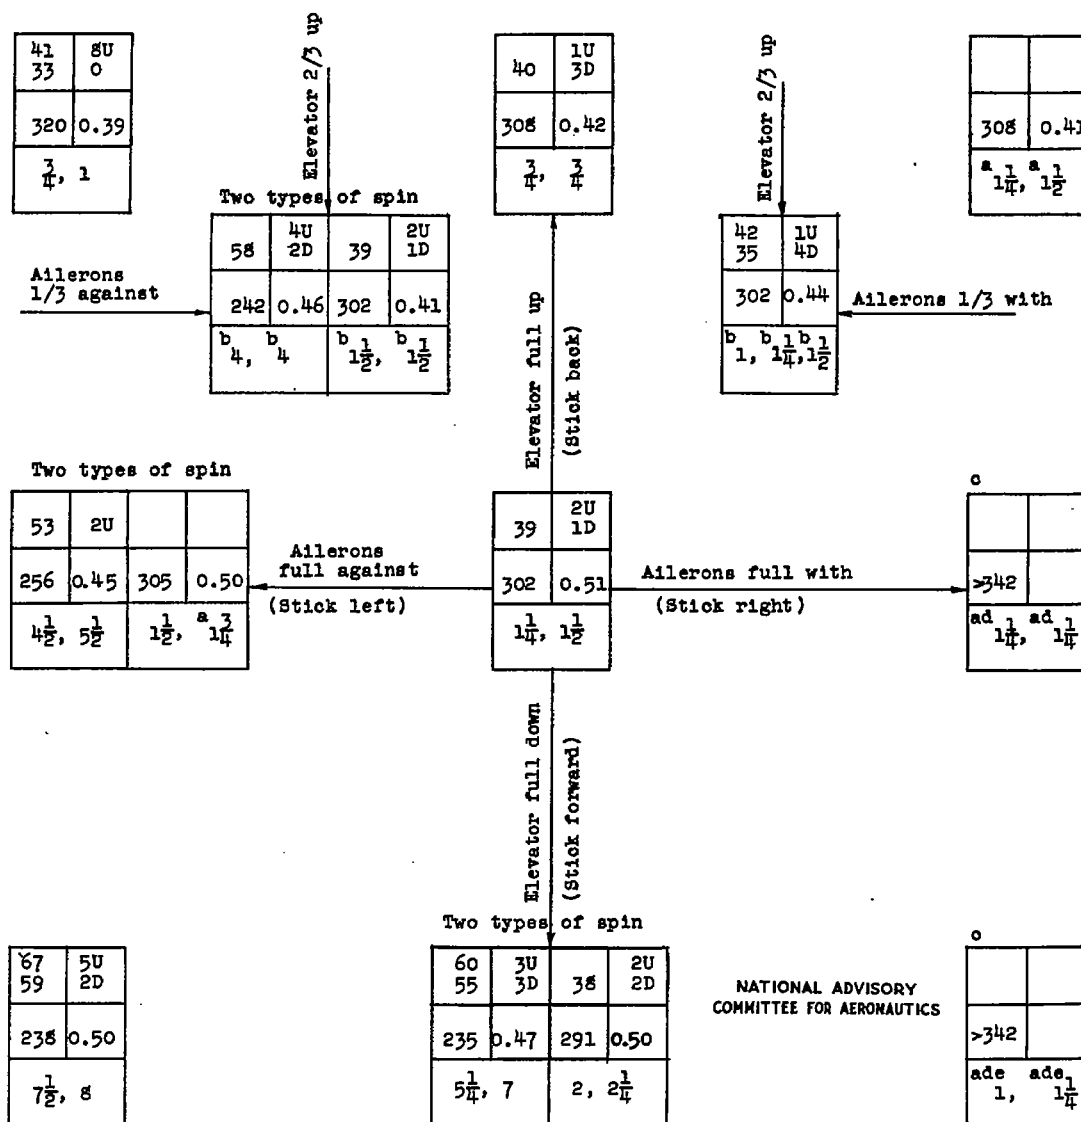 41 8U
33 0
320 0.39
3/4, 1
Elevator 2/3 up
40 1U
3D
308 0.42
3/4, 3/4
Elevator 2/3 up
308 0.41
a 1 1/4, a 1 1/2
Two types of spin
58 4U 2D 39 2U 1D
242 0.46 302 0.41
b 4, b 4 b 1 1/2, b 1 1/2
Ailerons
1/3 against
42 1U
35 4D
302 0.44
b 1, b 1 1/4, b 1 1/2
Ailerons 1/3 with
Elevator full up
(Stick back)
Two types of spin
53 2U
256 0.45 305 0.50
4 1/2, 5 1/2 1 1/2, a 1 3/4
Ailerons
full against
(Stick left)
39 2U
1D
302 0.51
1 1/4, 1 1/2
Ailerons full with
(Stick right)
c
>342
ad 1 1/4, ad 1 1/4
Elevator full down
(Stick forward)
67 5U
59 2D
238 0.50
7 1/2, 8
Two types of spin
60 3U 2U
55 3D 38 2D
235 0.47 291 0.50
5 1/4, 7 2, 2 1/4
NATIONAL ADVISORY
COMMITTEE FOR AERONAUTICS
c
>342
ade 1, ade 1 1/4